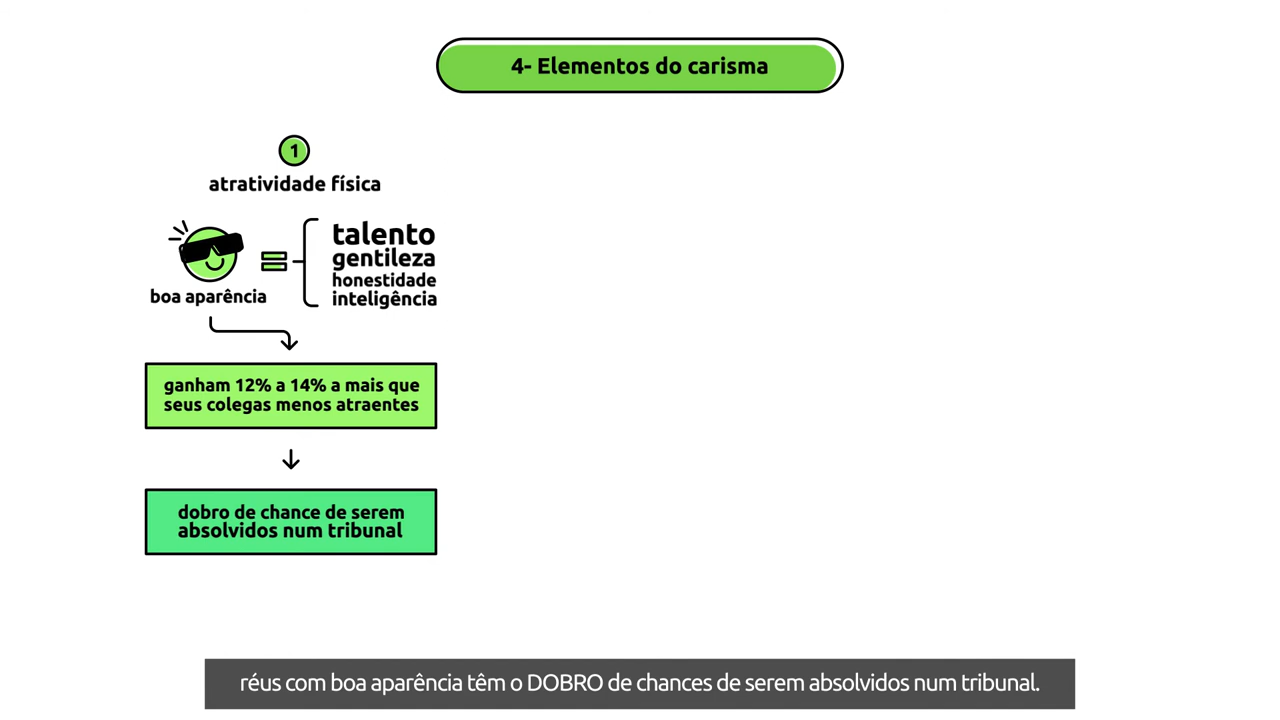 4- Elementos do carisma
1
atratividade física
boa aparência
talento
gentileza
honestidade
inteligência
ganham 12% a 14% a mais que
seus colegas menos atraentes
dobro de chance de serem
absolvidos num tribunal
réus com boa aparência têm o DOBRO de chances de serem absolvidos num tribunal.